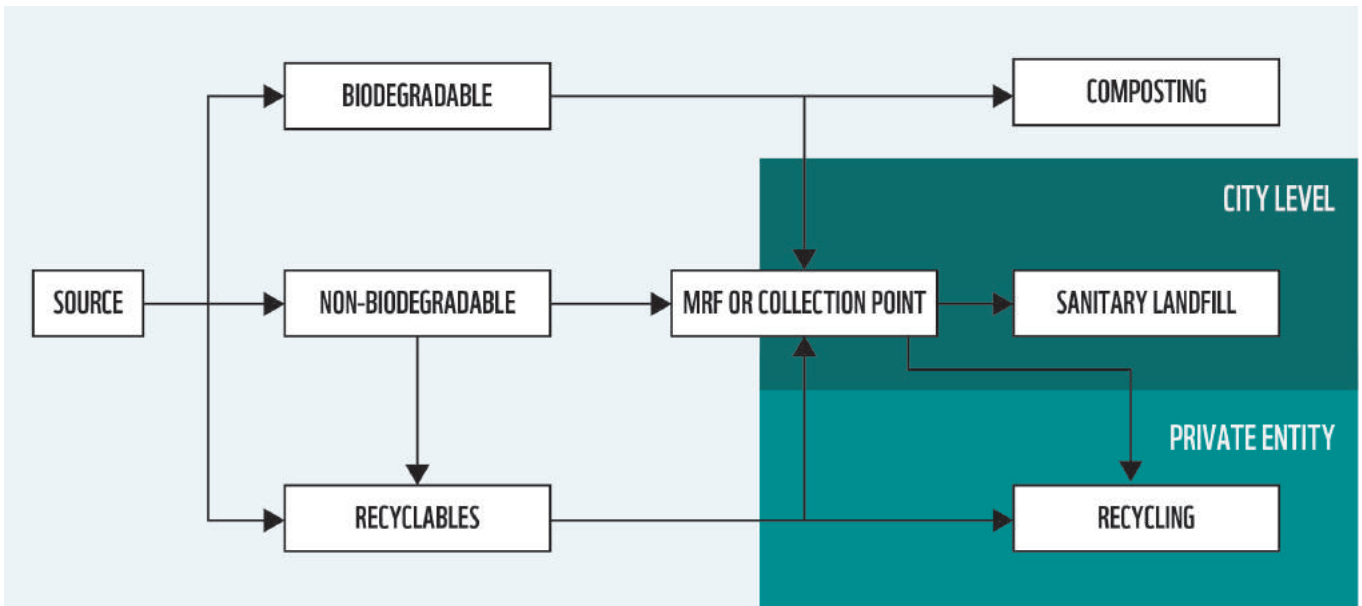 BIODEGRADABLE
COMPOSTING
CITY LEVEL
SOURCE
NON-BIODEGRADABLE
MRF OR COLLECTION POINT
SANITARY LANDFILL
PRIVATE ENTITY
RECYCLABLES
RECYCLING